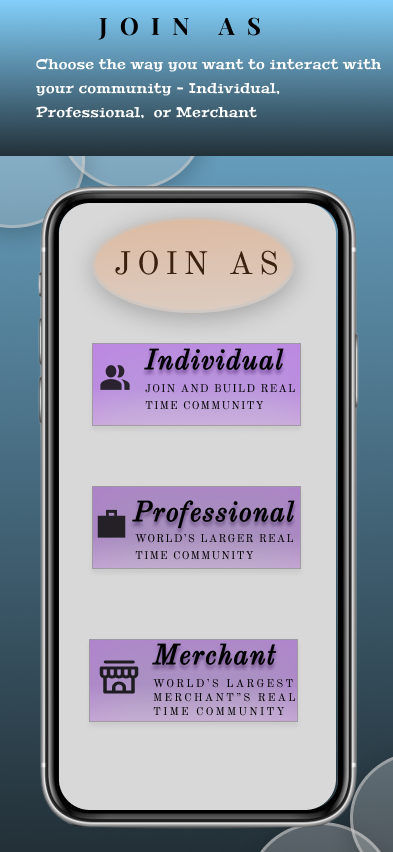 JOIN AS
Choose the way you want to interact with
your community - Individual,
Professional, or Merchant
JOIN AS
Individual
JOIN AND BUILD REAL
TIME COMMUNITY
Professional
WORLD'S LARGER REAL
TIME COMMUNITY
Merchant
WORLD'S LARGEST
MERCHANT"S REAL
TIME COMMUNITY